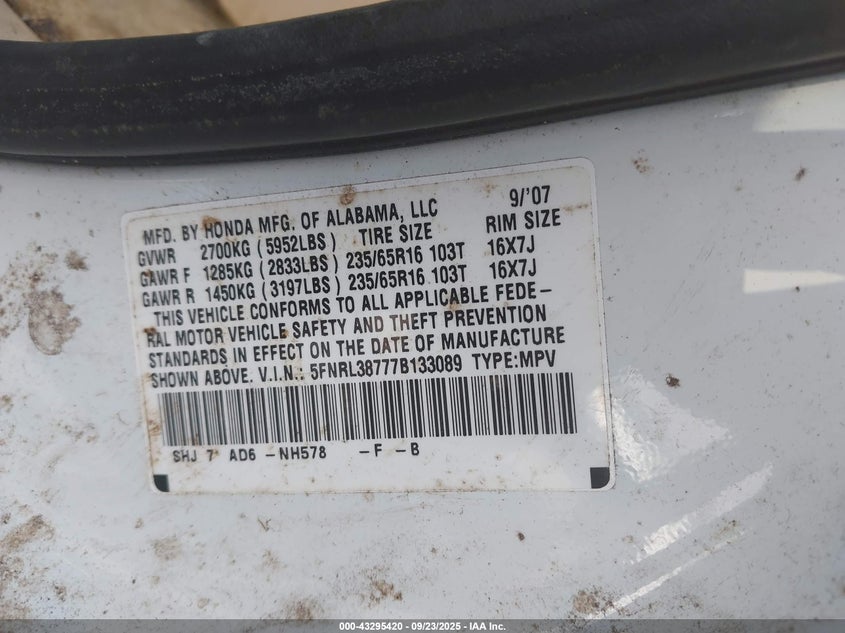 MFD. BY HONDA MFG. OF ALABAMA, LLC 9/'07
GVWR 2700KG (5952LBS) TIRE SIZE RIM SIZE
GAWR F 1285KG (2833LBS) 235/65R16 103T 16X7J
GAWR R 1450KG (3197LBS) 235/65R16 103T 16X7J
THIS VEHICLE CONFORMS TO ALL APPLICABLE FEDE-
RAL MOTOR VEHICLE SAFETY AND THEFT PREVENTION
STANDARDS IN EFFECT ON THE DATE OF MANUFACTURE
SHOWN ABOVE. V.I.N.: 5FNRL38777B133089 TYPE:MPV
SHJ 7 AD6 -NH578 -F -B
000-43295420 - 09/23/2025 - IAA Inc.